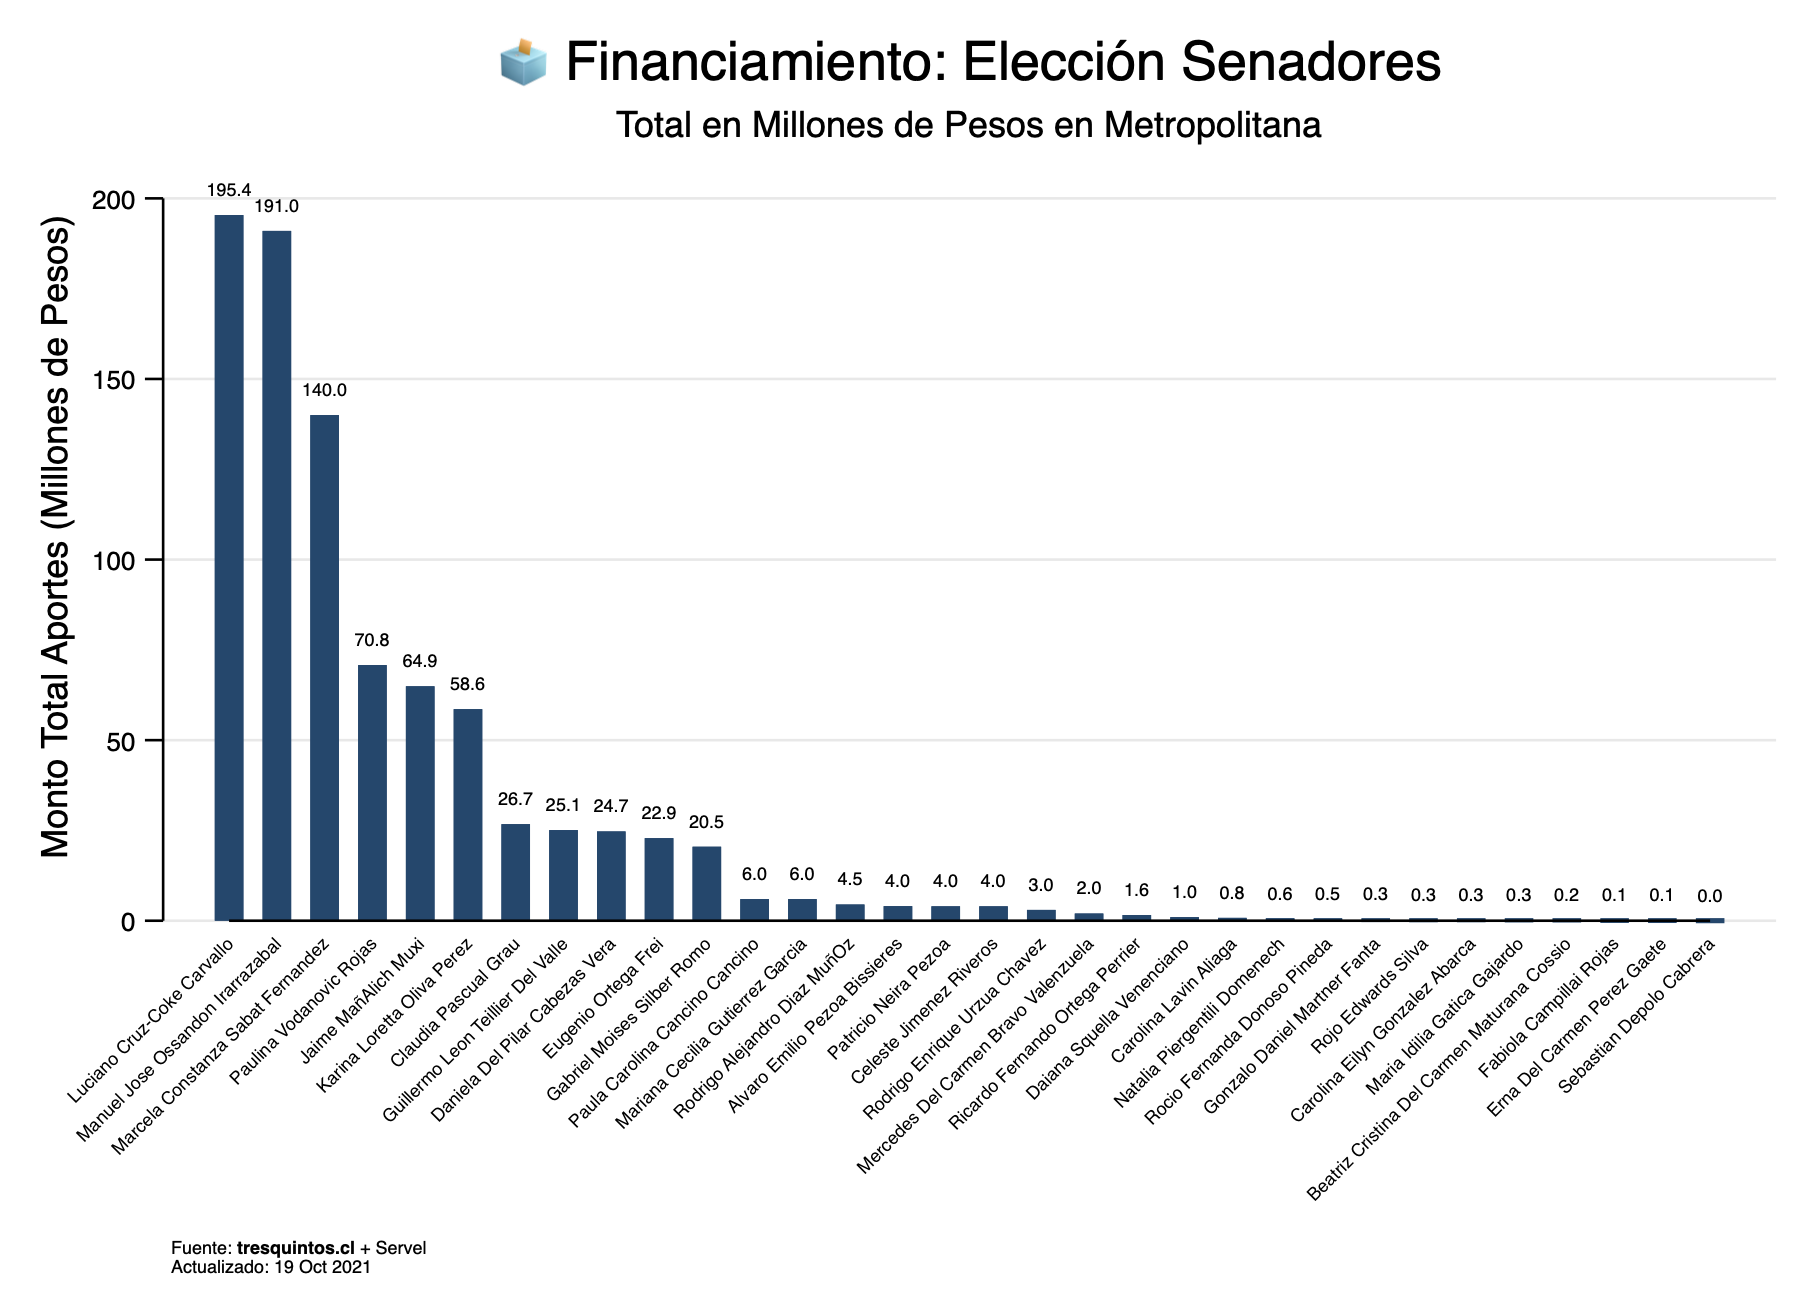 Financiamiento: Elección Senadores
Total en Millones de Pesos en Metropolitana
Monto Total Aportes (Millones de Pesos)
200
150
100
50
0
195.4
191.0
140.0
70.8
64.9
58.6
26.7
25.1
24.7
22.9
20.5
6.0
6.0
4.5
4.0
4.0
4.0
3.0
2.0
1.6
1.0
0.8
0.6
0.5
0.3
0.3
0.3
0.3
0.2
0.1
0.1
0.0
Luciano Cruz-Coke Carvallo
Manuel Jose Ossandon Irarrazabal
Marcela Constanza Sabat Fernandez
Paulina Vodanovic Rojas
Jaime MañAlich Muxi
Karina Loretta Oliva Perez
Claudia Pascual Grau
Guillermo Leon Teillier Del Valle
Daniela Del Pilar Cabezas Vera
Eugenio Ortega Frei
Gabriel Moises Silber Romo
Paula Carolina Cancino Cancino
Mariana Cecilia Gutierrez Garcia
Rodrigo Alejandro Diaz MuñOz
Alvaro Emilio Pezoa Bissieres
Patricio Neira Pezoa
Celeste Jimenez Riveros
Rodrigo Enrique Urzua Chavez
Mercedes Del Carmen Bravo Valenzuela
Ricardo Fernando Ortega Perrier
Daiana Squella Venenciano
Carolina Lavin Aliaga
Natalia Piergentili Domenech
Rocio Fernanda Donoso Pineda
Gonzalo Daniel Martner Fanta
Rojo Edwards Silva
Carolina Eilyn Gonzalez Abarca
Maria Idilia Gatica Gajardo
Beatriz Cristina Del Carmen Maturana Cossio
Fabiola Campillai Rojas
Erna Del Carmen Perez Gaete
Sebastian Depolo Cabrera
Fuente: tresquintos.cl + Servel
Actualizado: 19 Oct 2021